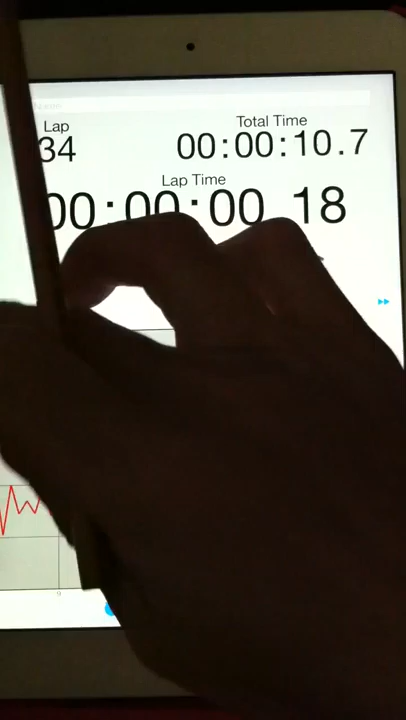 Lap
Total Time
34
00:00:10.7
Lap Time
00:00:00 18